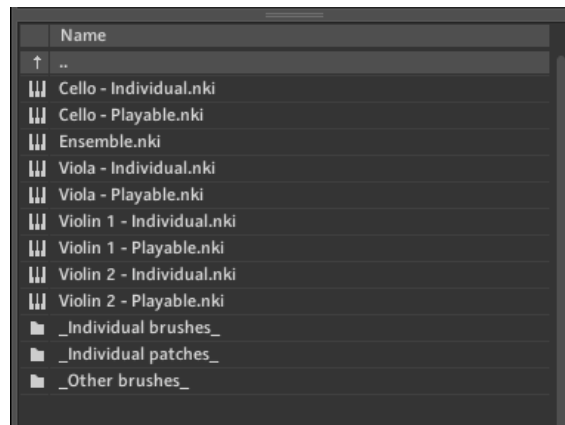 Name
..
Cello - Individual.nki
Cello - Playable.nki
Ensemble.nki
Viola - Individual.nki
Viola - Playable.nki
Violin 1 - Individual.nki
Violin 1 - Playable.nki
Violin 2 - Individual.nki
Violin 2 - Playable.nki
_Individual brushes_
_Individual patches_
_Other brushes_